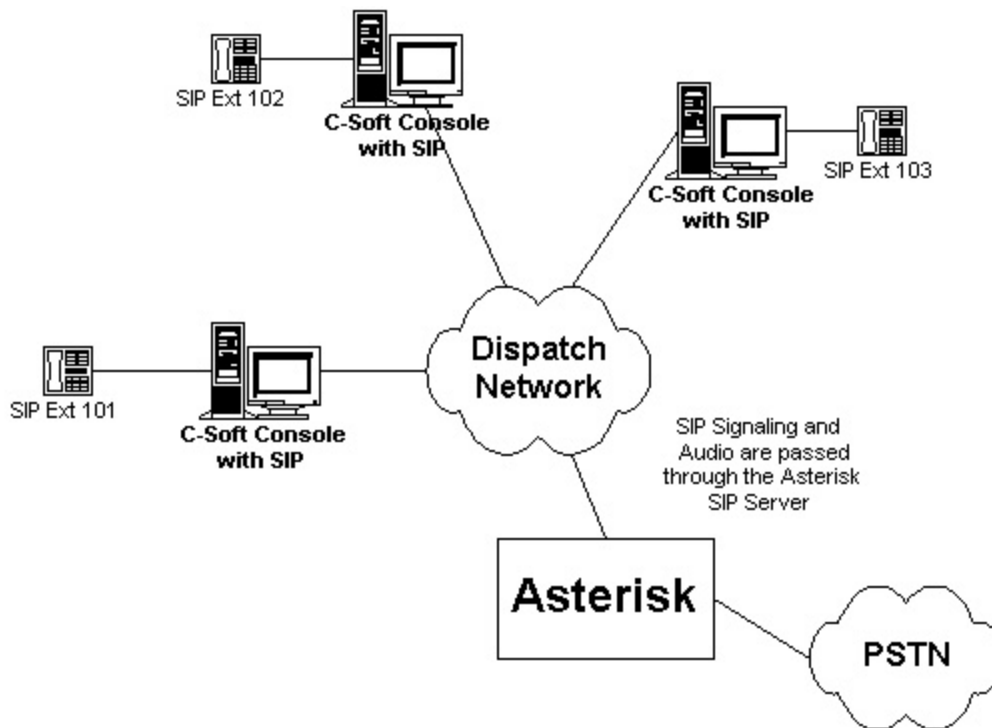 SIP Ext 102
C-Soft Console
with SIP
SIP Ext 103
C-Soft Console
with SIP
Dispatch
Network
SIP Ext 101
C-Soft Console
with SIP
SIP Signaling and
Audio are passed
through the Asterisk
SIP Server
Asterisk
PSTN